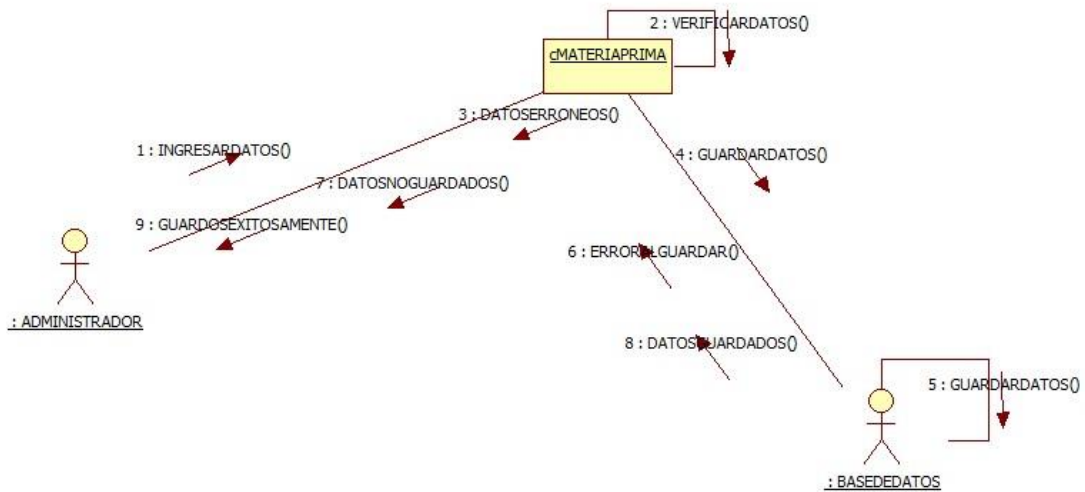 2 : VERIFICARDATOS()
cMATERIAPRIMA
3 : DATOSERRONEOS()
1 : INGRESARDATOS()
4 : GUARDARDATOS()
7 : DATOSNOGUARDADOS()
9 : GUARDOSEXITOSAMENTE()
6 : ERRORALGUARDAR()
: ADMINISTRADOR
8 : DATOSGUARDADOS()
5 : GUARDARDATOS()
: BASEDEDATOS